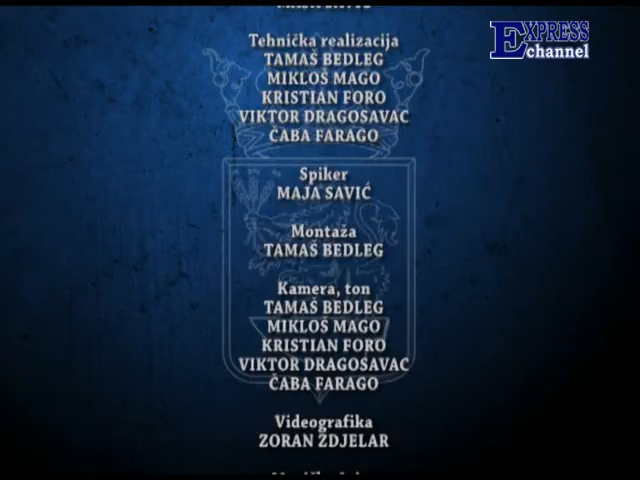 EXPRESS
channel
Tehnička realizacija
TAMAŠ BEDLEG
MIKLOŠ MAGO
KRISTIAN FORO
VIKTOR DRAGOSAVAC
ČABA FARAGO
Spiker
MAJA SAVIĆ
Montaža
TAMAŠ BEDLEG
Kamera, ton
TAMAŠ BEDLEG
MIKLOŠ MAGO
KRISTIAN FORO
VIKTOR DRAGOSAVAC
ČABA FARAGO
Videografika
ZORAN ŽDJELAR